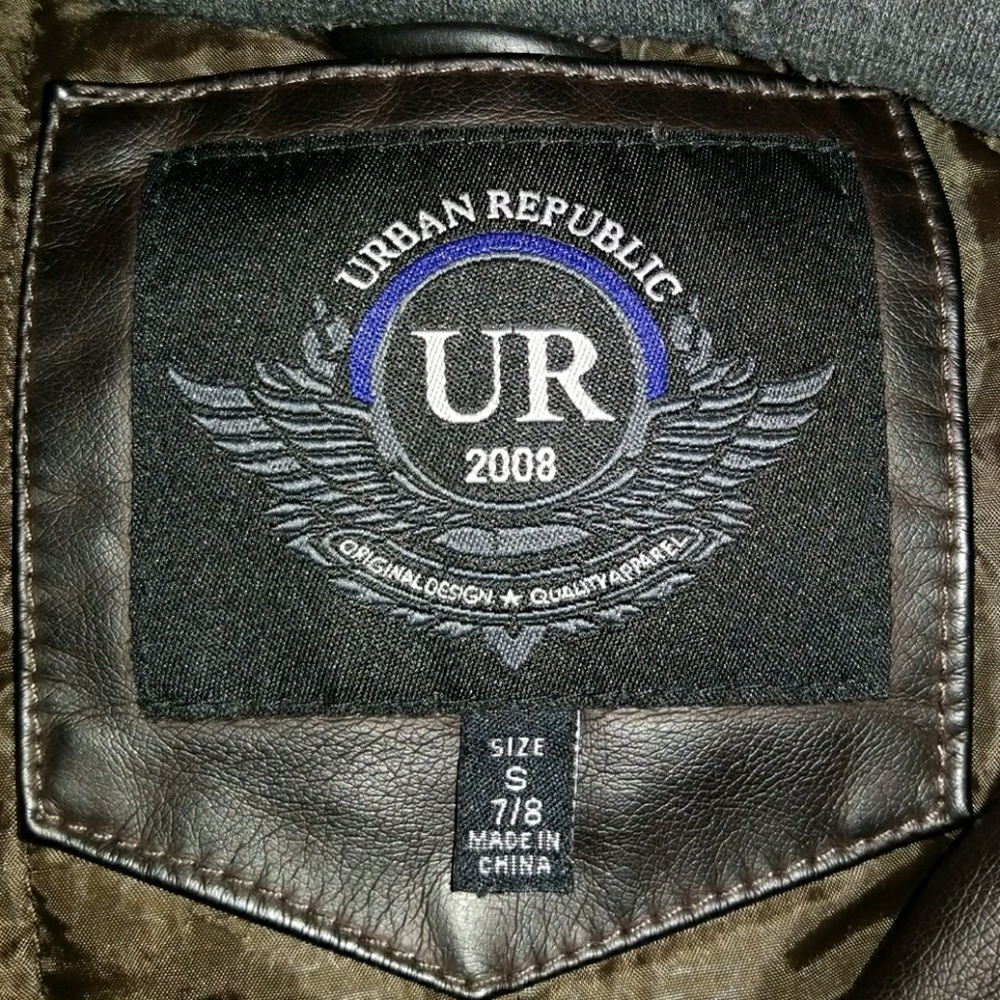 URBAN REPUBLIC
UR
2008
ORIGINAL DESIGN. ★ QUALITY APPAREL
SIZE
S
7/8
MADE IN
CHINA